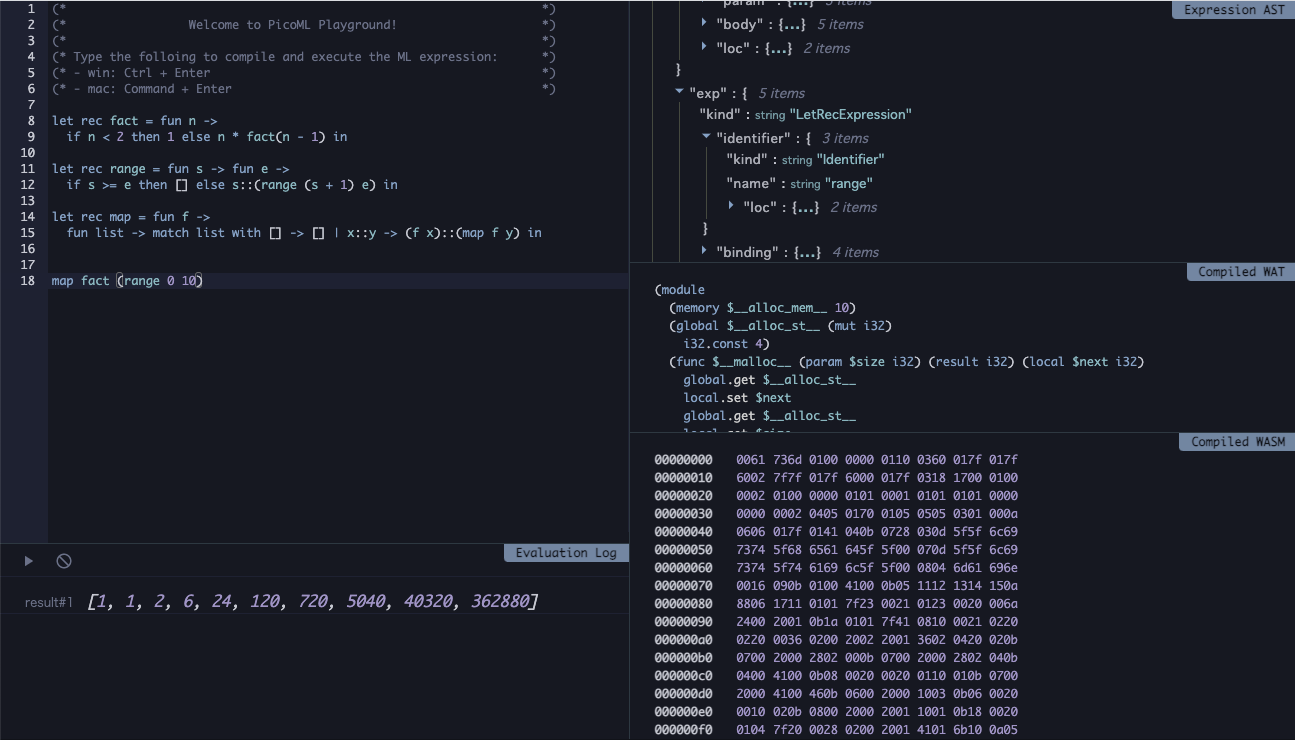 1 (* *)
2 (* Welcome to PicoML Playground! *)
3 (* *)
4 (* Type the folloing to compile and execute the ML expression: *)
5 (* - win: Ctrl + Enter *)
6 (* - mac: Command + Enter *)
7
8 let rec fact = fun n ->
9 if n < 2 then 1 else n * fact(n - 1) in
10
11 let rec range = fun s -> fun e ->
12 if s >= e then [] else s::(range (s + 1) e) in
13
14 let rec map = fun f ->
15 fun list -> match list with [] -> [] | x::y -> (f x)::(map f y) in
16
17
18 map fact (range 0 10)
Evaluation Log
result#1 [1, 1, 2, 6, 24, 120, 720, 5040, 40320, 362880]
Expression AST
"param" : {...} 5 items
"body" : {...} 5 items
"loc" : {...} 2 items
}
"exp" : { 5 items
"kind" : string "LetRecExpression"
"identifier" : { 3 items
"kind" : string "Identifier"
"name" : string "range"
"loc" : {...} 2 items
}
"binding" : {...} 4 items
Compiled WAT
(module
(memory $__alloc_mem__ 10)
(global $__alloc_st__ (mut i32)
i32.const 4)
(func $__malloc__ (param $size i32) (result i32) (local $next i32)
global.get $__alloc_st__
local.set $next
global.get $__alloc_st__
local.get $size
Compiled WASM
00000000 0061 736d 0100 0000 0110 0360 017f 017f
00000010 6002 7f7f 017f 6000 017f 0318 1700 0100
00000020 0002 0100 0000 0101 0001 0101 0101 0000
00000030 0000 0002 0405 0170 0105 0505 0301 000a
00000040 0606 017f 0141 040b 0728 030d 5f5f 6c69
00000050 7374 5f68 6561 645f 5f00 070d 5f5f 6c69
00000060 7374 5f74 6169 6c5f 5f00 0804 6d61 696e
00000070 0016 090b 0100 4100 0b05 1112 1314 150a
00000080 8806 1711 0101 7f23 0021 0123 0020 006a
00000090 2400 2001 0b1a 0101 7f41 0810 0021 0220
000000a0 0220 0036 0200 2002 2001 3602 0420 020b
000000b0 0700 2000 2802 000b 0700 2000 2802 040b
000000c0 0400 4100 0b08 0020 0020 0110 010b 0700
000000d0 2000 4100 460b 0600 2000 1003 0b06 0020
000000e0 0010 020b 0800 2000 2001 1001 0b18 0020
000000f0 0104 7f20 0028 0200 2001 4101 6b10 0a05